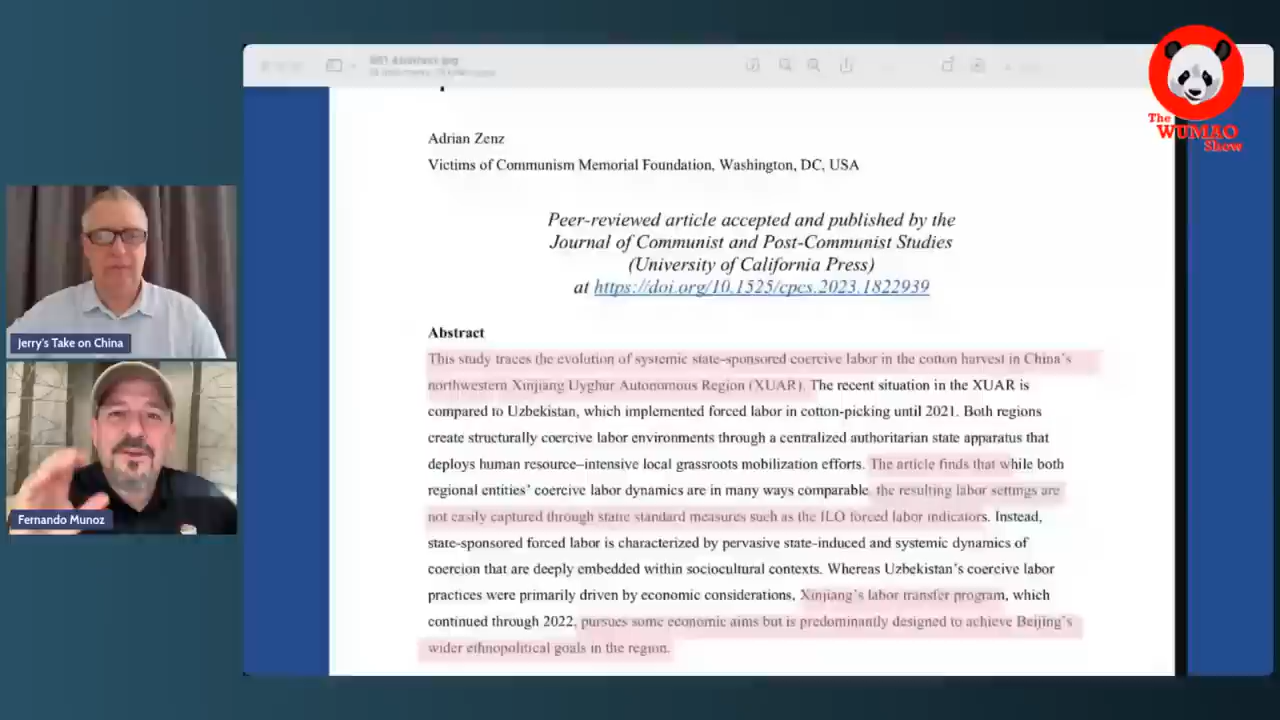 The
WUMAO
Show
Adrian Zenz
Victims of Communism Memorial Foundation, Washington, DC, USA
Peer-reviewed article accepted and published by the
Journal of Communist and Post-Communist Studies
(University of California Press)
at https://doi.org/10.1525/cpcs.2023.1822939
Abstract
This study traces the evolution of systemic state-sponsored coercive labor in the cotton harvest in China's
northwestern Xinjiang Uyghur Autonomous Region (XUAR). The recent situation in the XUAR is
compared to Uzbekistan, which implemented forced labor in cotton-picking until 2021. Both regions
create structurally coercive labor environments through a centralized authoritarian state apparatus that
deploys human resource–intensive local grassroots mobilization efforts. The article finds that while both
regional entities' coercive labor dynamics are in many ways comparable, the resulting labor settings are
not easily captured through static standard measures such as the ILO forced labor indicators. Instead,
state-sponsored forced labor is characterized by pervasive state-induced and systemic dynamics of
coercion that are deeply embedded within sociocultural contexts. Whereas Uzbekistan's coercive labor
practices were primarily driven by economic considerations, Xinjiang's labor transfer program, which
continued through 2022, pursues some economic aims but is predominantly designed to achieve Beijing's
wider ethnopolitical goals in the region.
Jerry's Take on China
Fernando Munoz